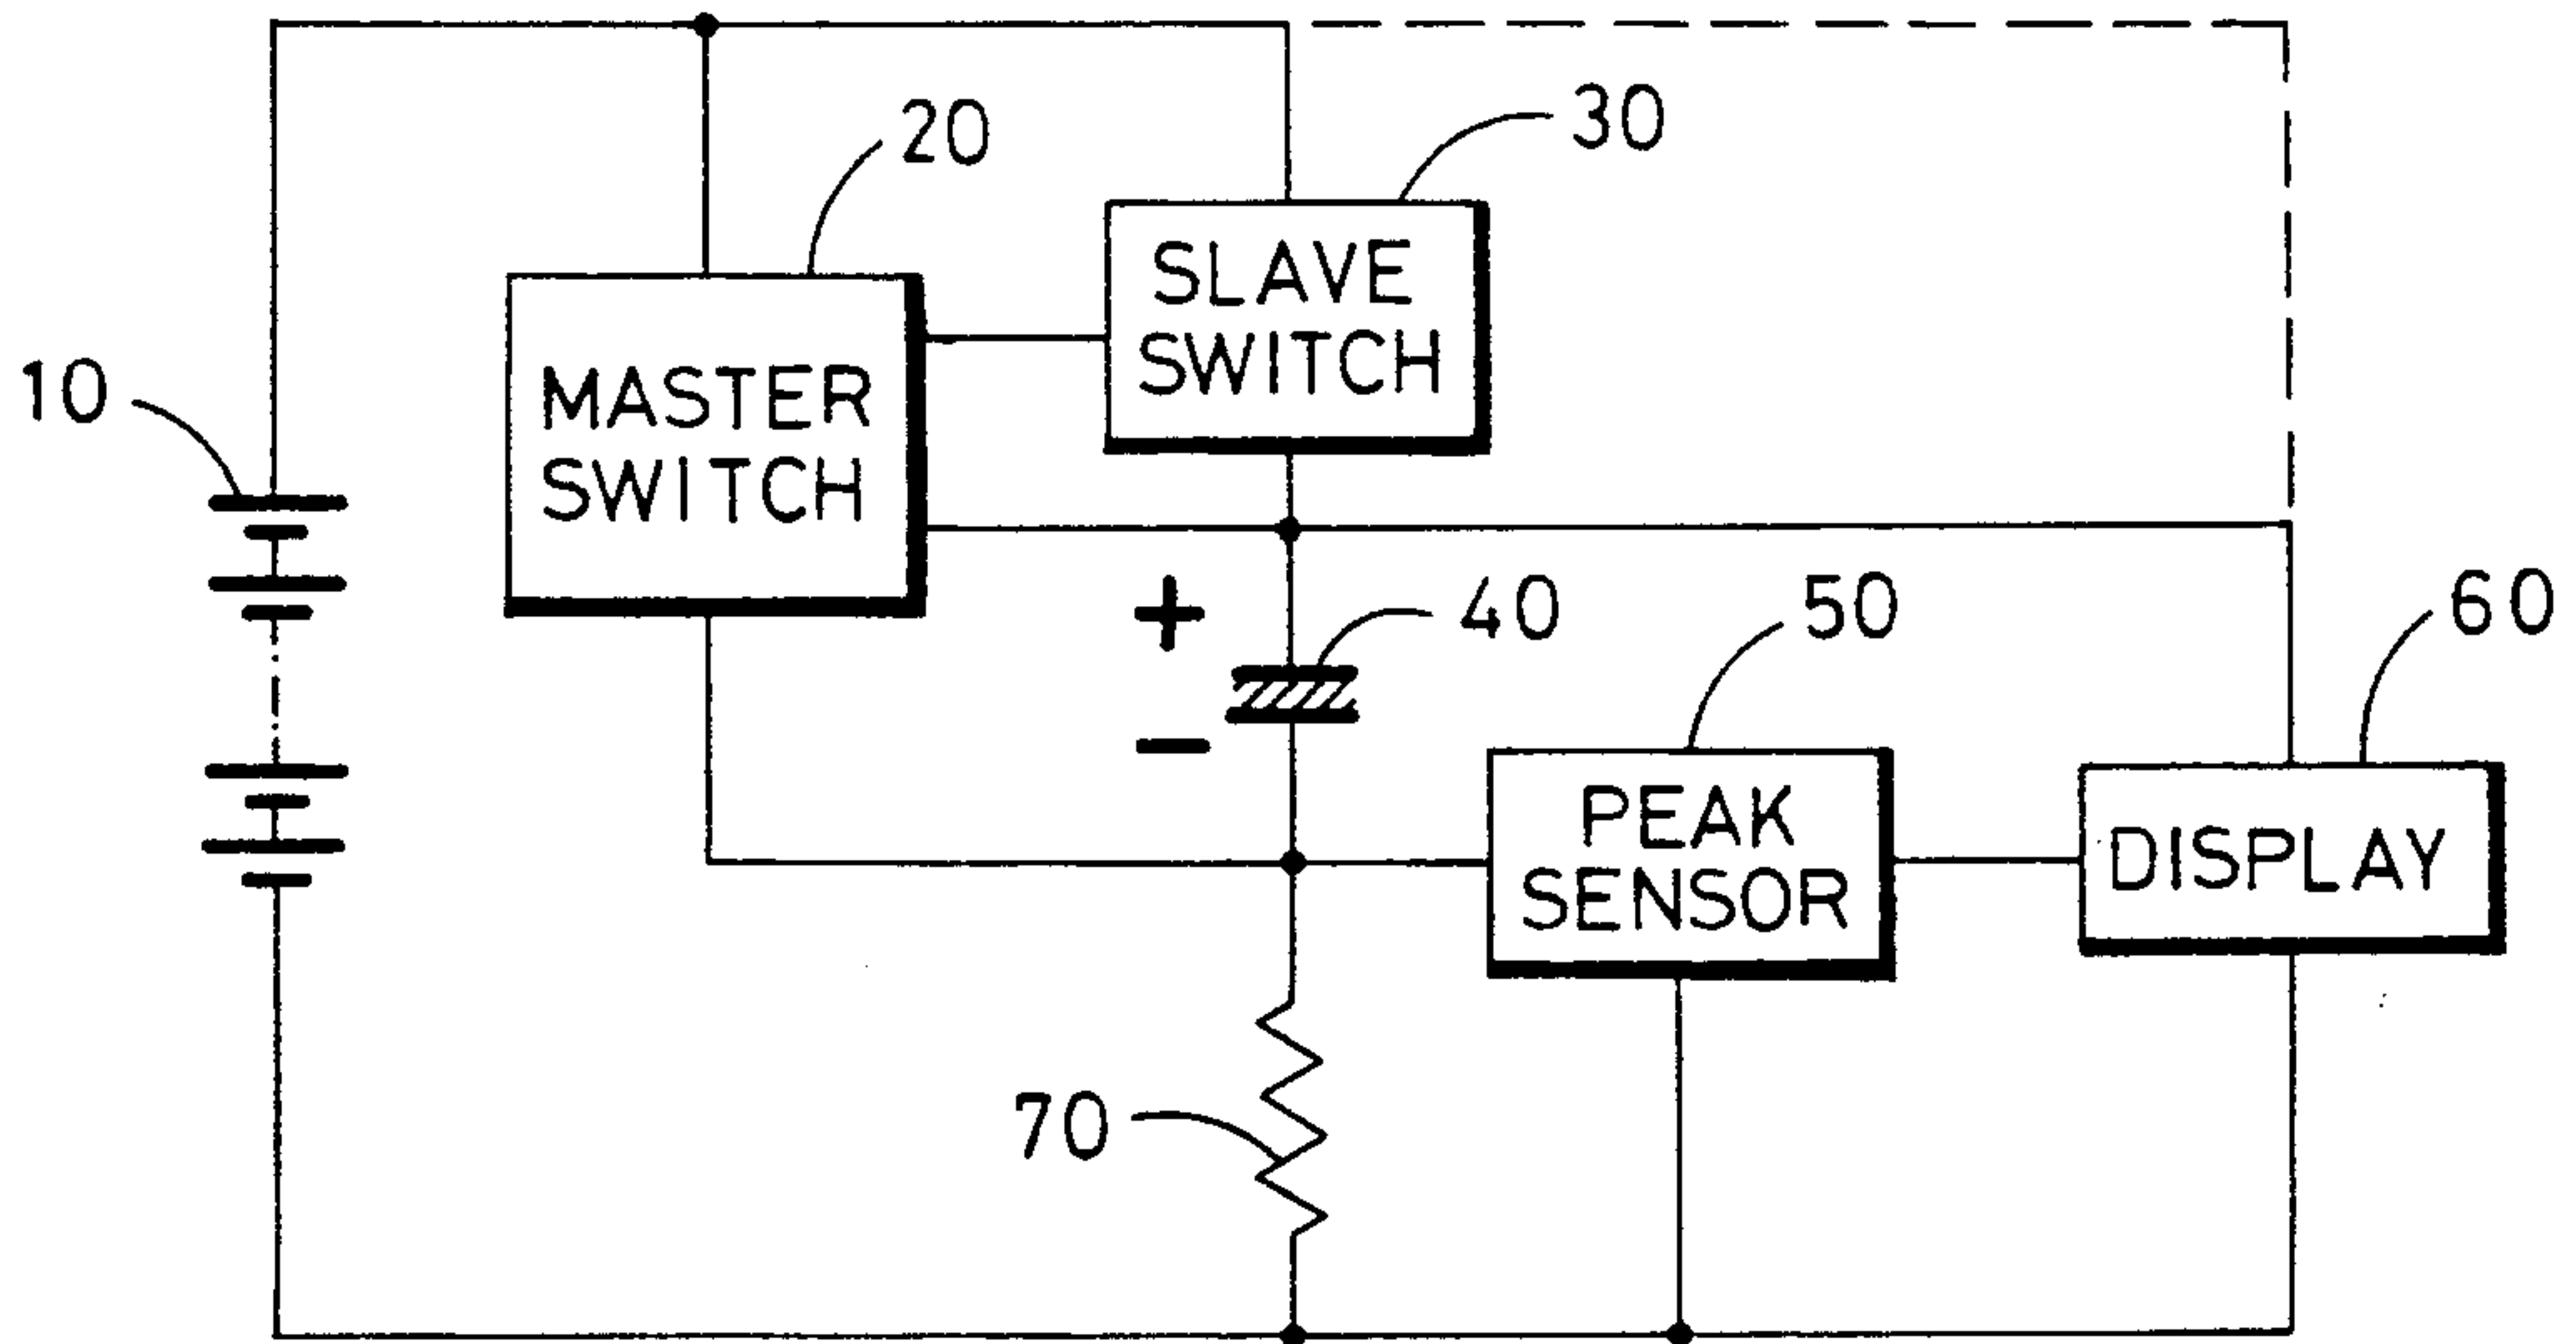 20
30
SLAVE
SWITCH
10
MASTER
SWITCH
+
40
50
60
−
PEAK
SENSOR
DISPLAY
70